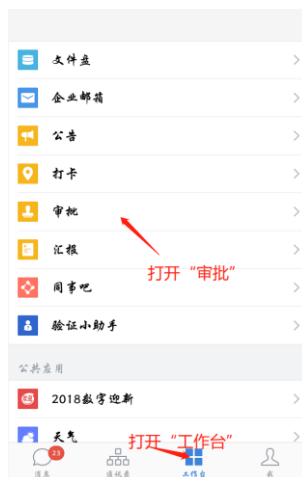 文件盘
企业邮箱
公告
打卡
审批
汇报
打开“审批”
同事吧
验证小助手
公共应用
2018数字迎新
天气
打开“工作台”
23
消息
通讯录
工作台
我